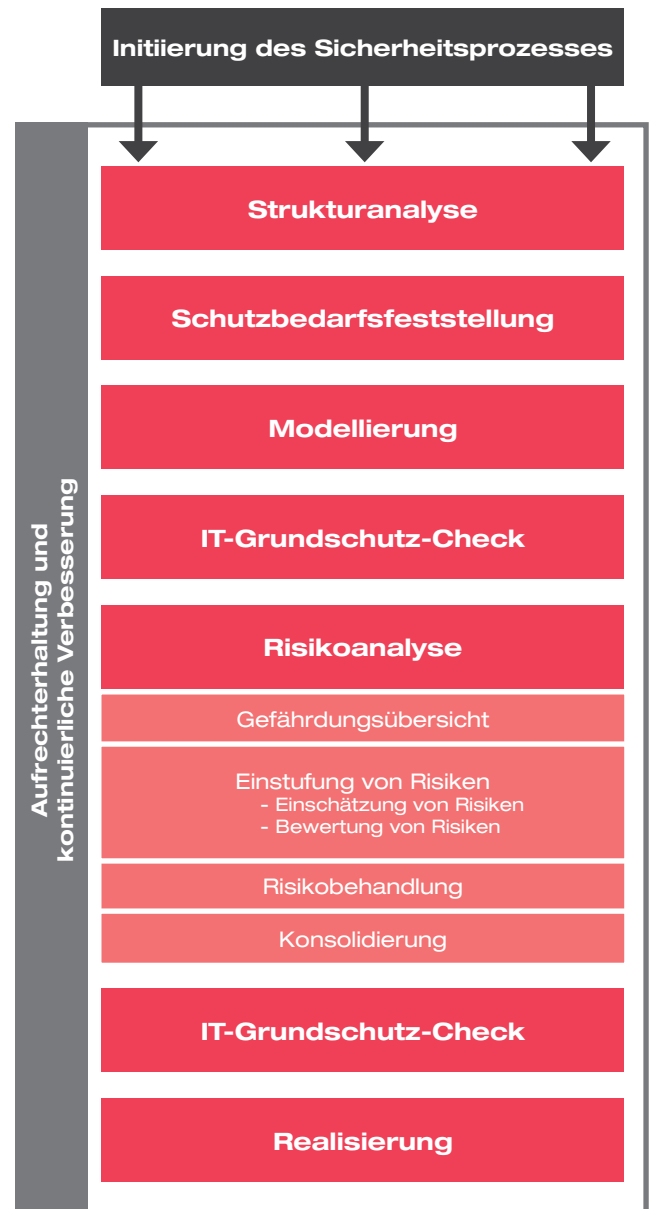 Initiierung des Sicherheitsprozesses
Aufrechterhaltung und
kontinuierliche Verbesserung
Strukturanalyse
Schutzbedarfsfeststellung
Modellierung
IT-Grundschutz-Check
Risikoanalyse
Gefährdungsübersicht
Einstufung von Risiken
- Einschätzung von Risiken
- Bewertung von Risiken
Risikobehandlung
Konsolidierung
IT-Grundschutz-Check
Realisierung